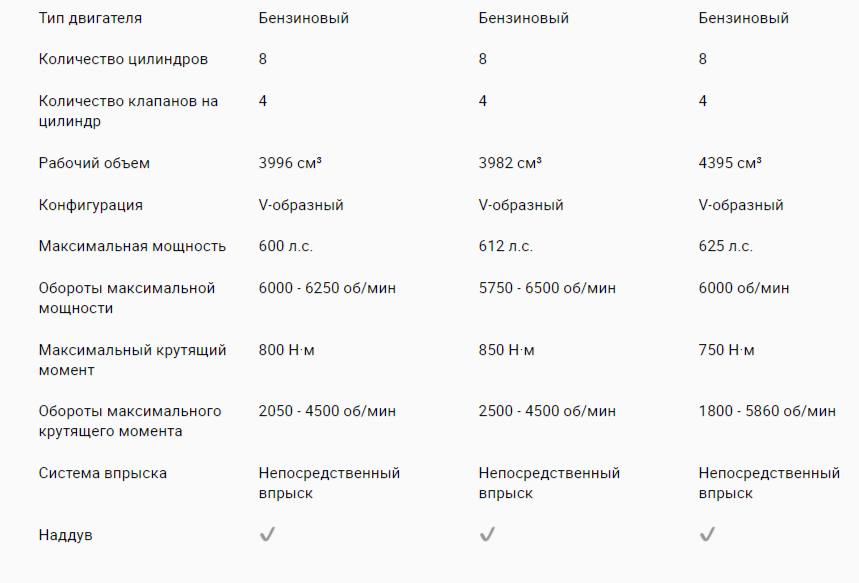 Тип двигателя Бензиновый Бензиновый Бензиновый
Количество цилиндров 8 8 8
Количество клапанов на 4 4 4
цилиндр
Рабочий объем 3996 см³ 3982 см³ 4395 см³
Конфигурация V-образный V-образный V-образный
Максимальная мощность 600 л.с. 612 л.с. 625 л.с.
Обороты максимальной 6000 - 6250 об/мин 5750 - 6500 об/мин 6000 об/мин
мощности
Максимальный крутящий 800 Н·м 850 Н·м 750 Н·м
момент
Обороты максимального 2050 - 4500 об/мин 2500 - 4500 об/мин 1800 - 5860 об/мин
крутящего момента
Система впрыска Непосредственный Непосредственный Непосредственный
впрыск впрыск впрыск
Наддув ✓ ✓ ✓